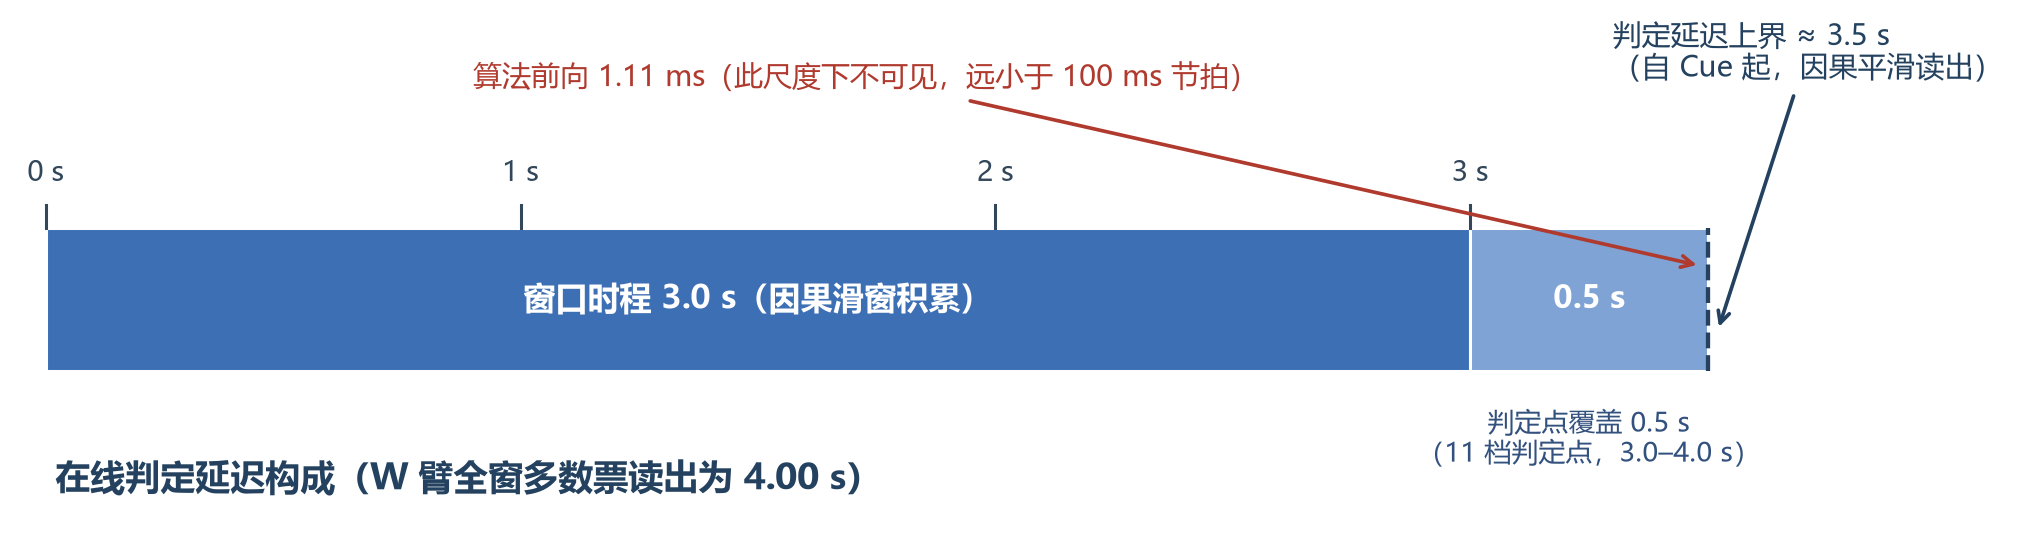 判定延迟上界 ≈ 3.5 s
（自 Cue 起，因果平滑读出）
算法前向 1.11 ms（此尺度下不可见，远小于 100 ms 节拍）
0 s
1 s
2 s
3 s
窗口时程 3.0 s（因果滑窗积累）
0.5 s
判定点覆盖 0.5 s
（11 档判定点，3.0–4.0 s）
在线判定延迟构成（W 臂全窗多数票读出为 4.00 s）